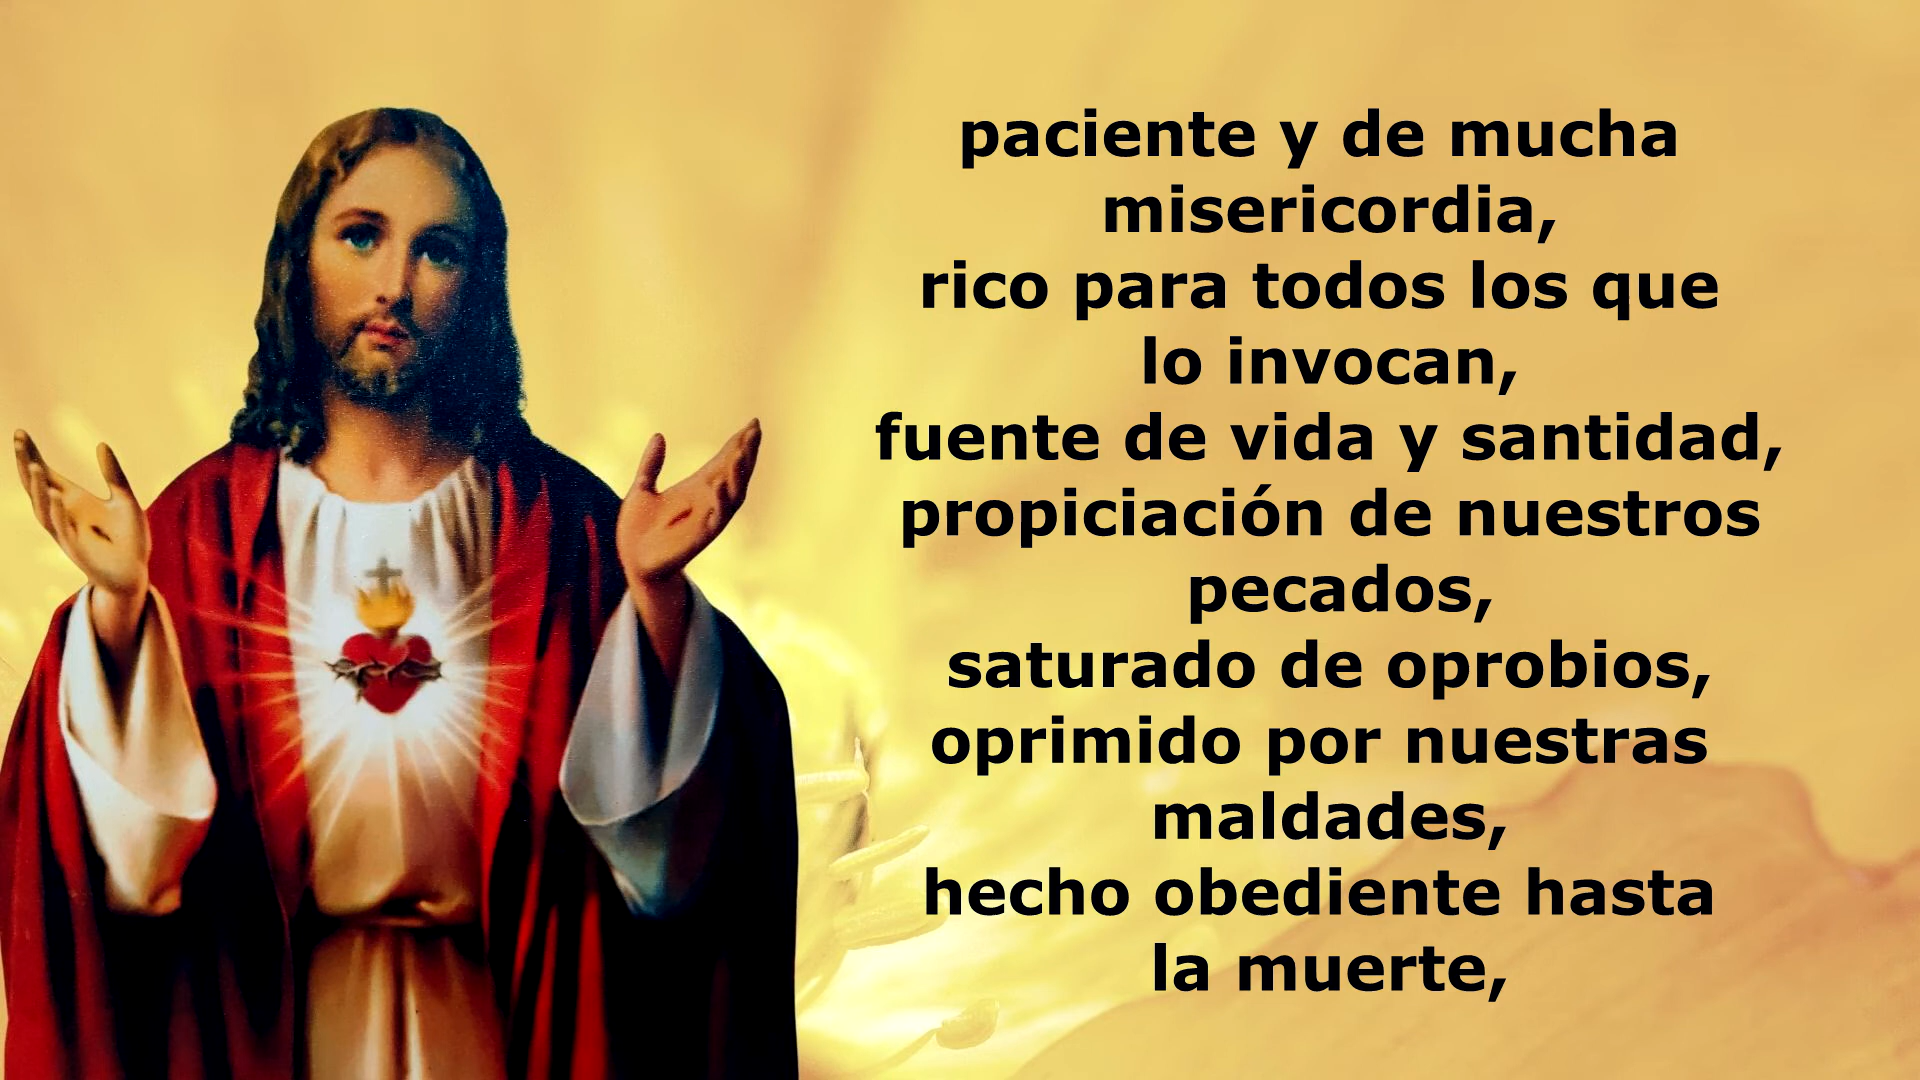 paciente y de mucha
misericordia,
rico para todos los que
lo invocan,
fuente de vida y santidad,
propiciación de nuestros
pecados,
saturado de oprobios,
oprimido por nuestras
maldades,
hecho obediente hasta
la muerte,